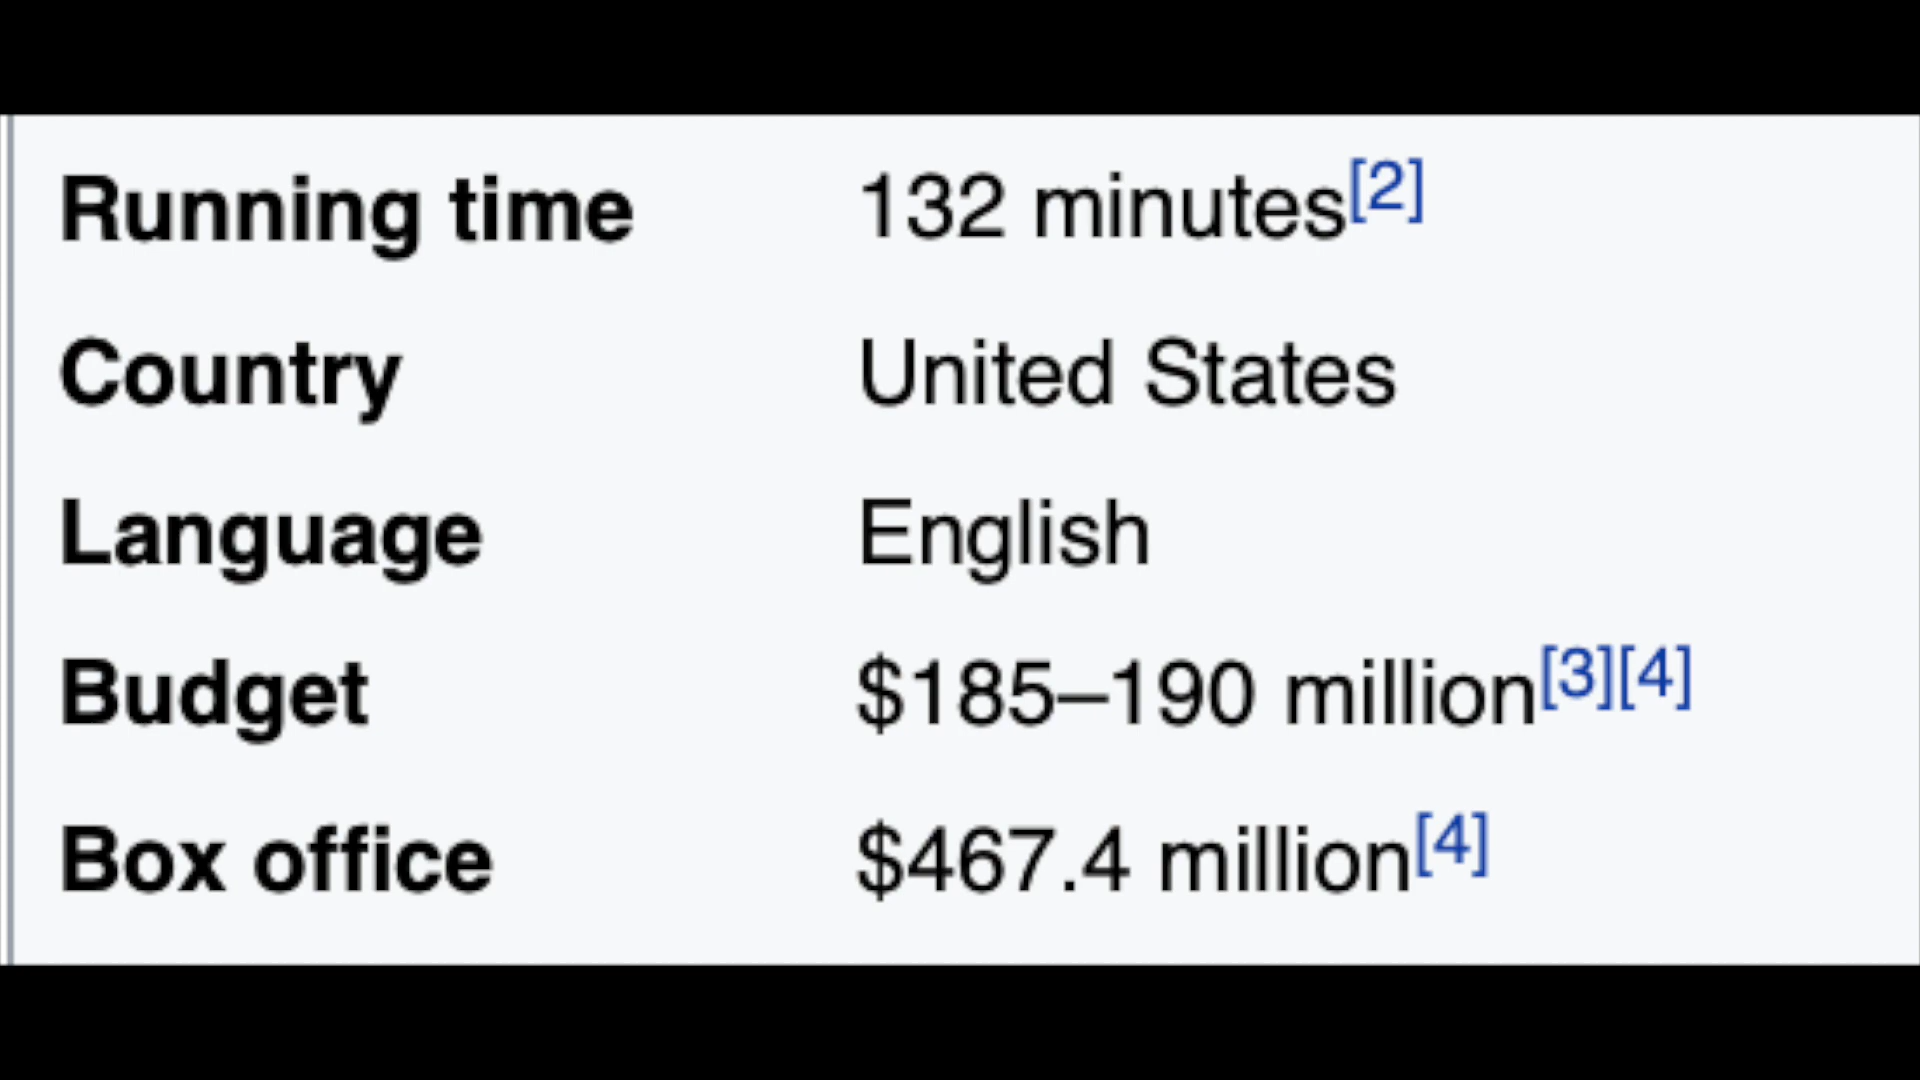 Running time 132 minutes[2]
Country United States
Language English
Budget $185–190 million[3][4]
Box office $467.4 million[4]